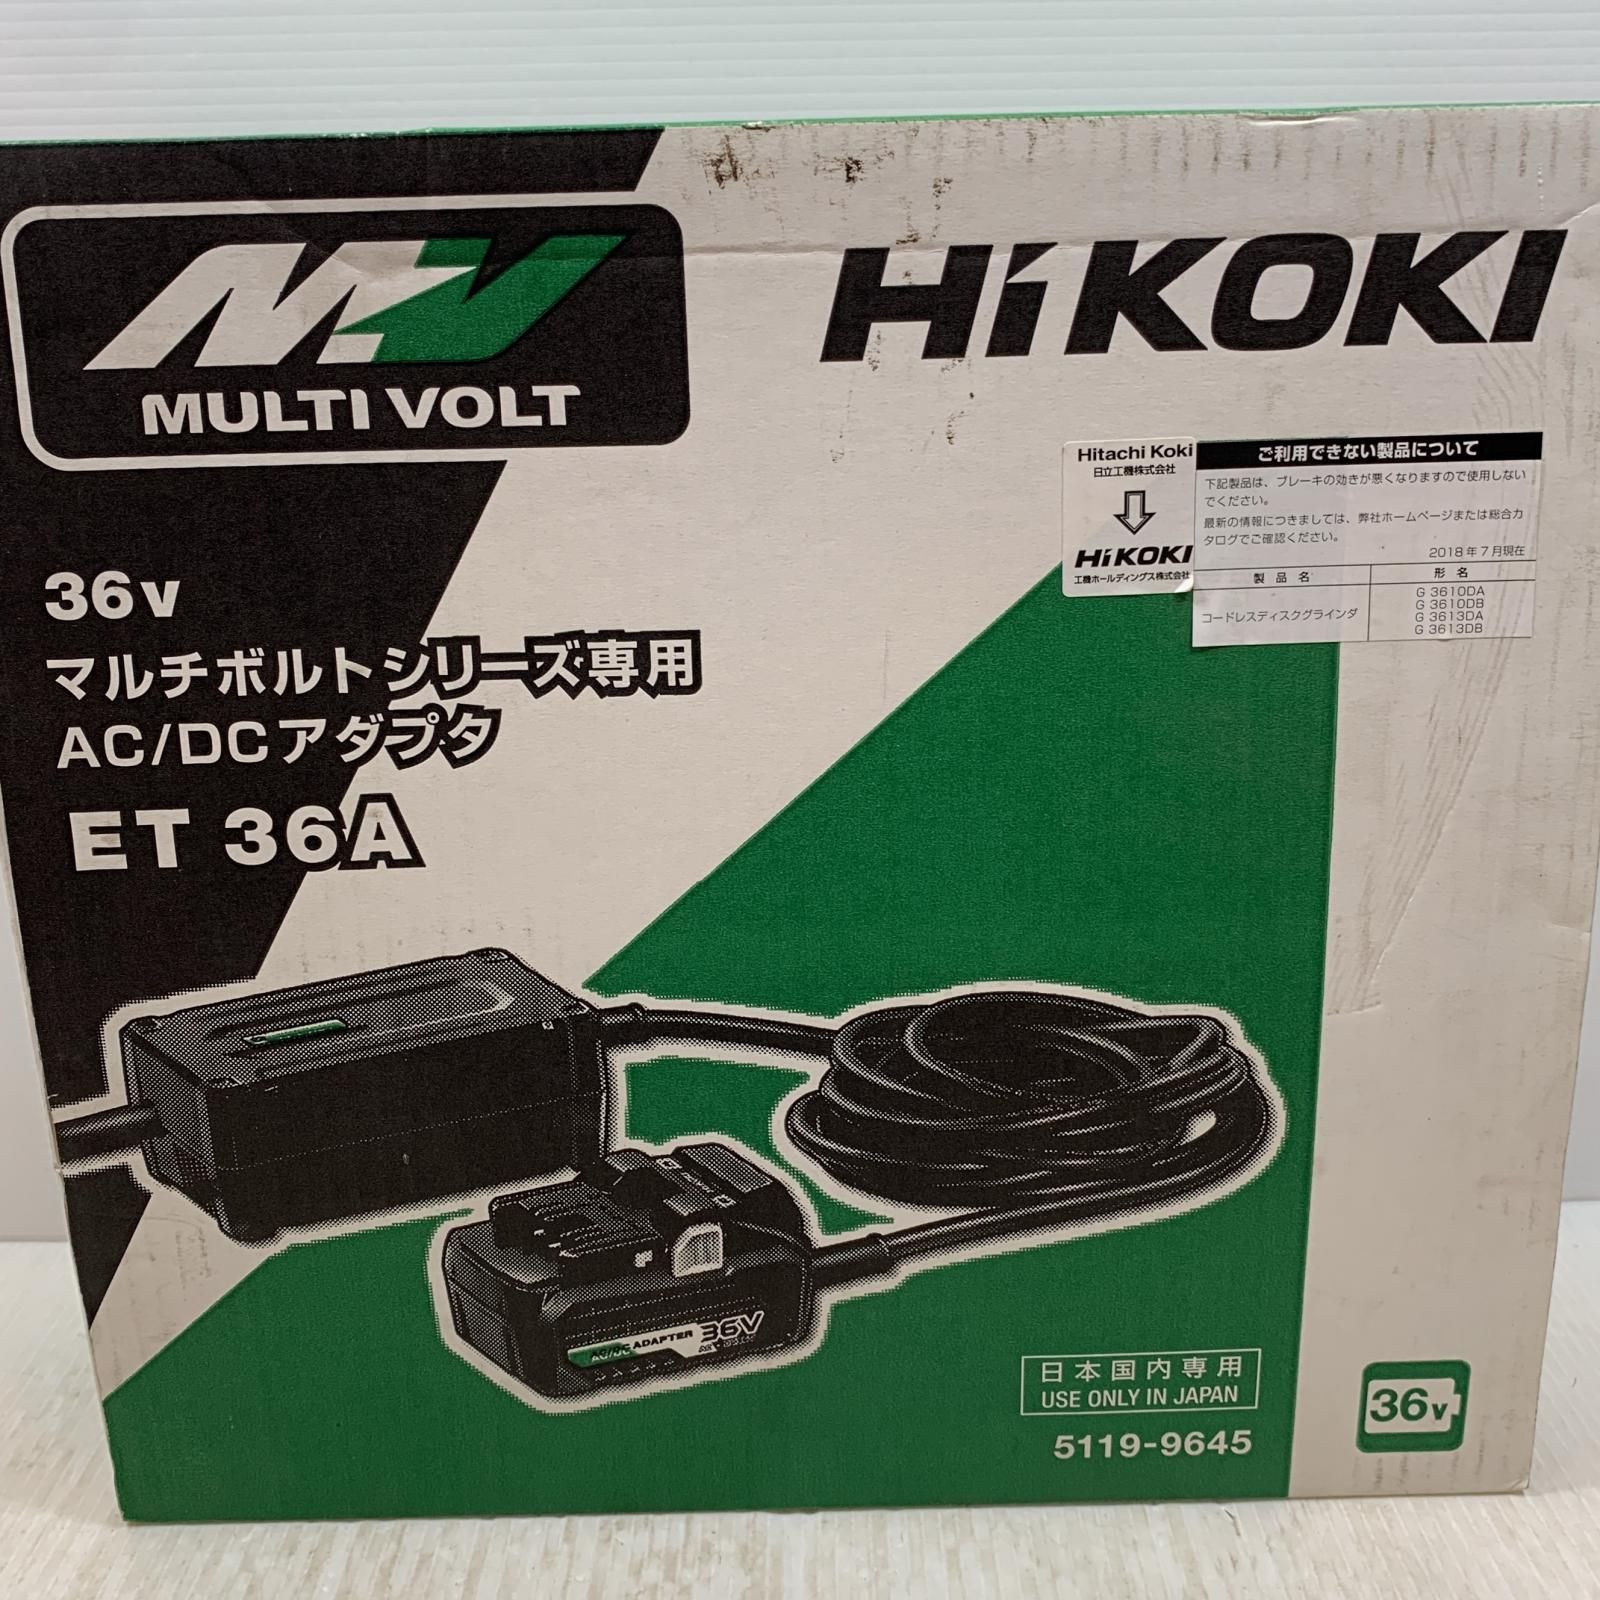 MV
MULTI VOLT
HiKOKI
Hitachi Koki
日立工機株式会社
HiKOKI
工機ホールディングス株式会社
ご利用できない製品について
下記製品は、ブレーキの効きが悪くなりますので使用しない
でください。
最新の情報につきましては、弊社ホームページまたは総合カ
タログでご確認ください。
2018年7月現在
製品名 形名
コードレスディスクグラインダ
G 3610DA
G 3610DB
G 3613DA
G 3613DB
36v
マルチボルトシリーズ専用
AC/DCアダプタ
ET 36A
AC/DC ADAPTER 36V
日本国内専用
USE ONLY IN JAPAN
5119-9645
36v